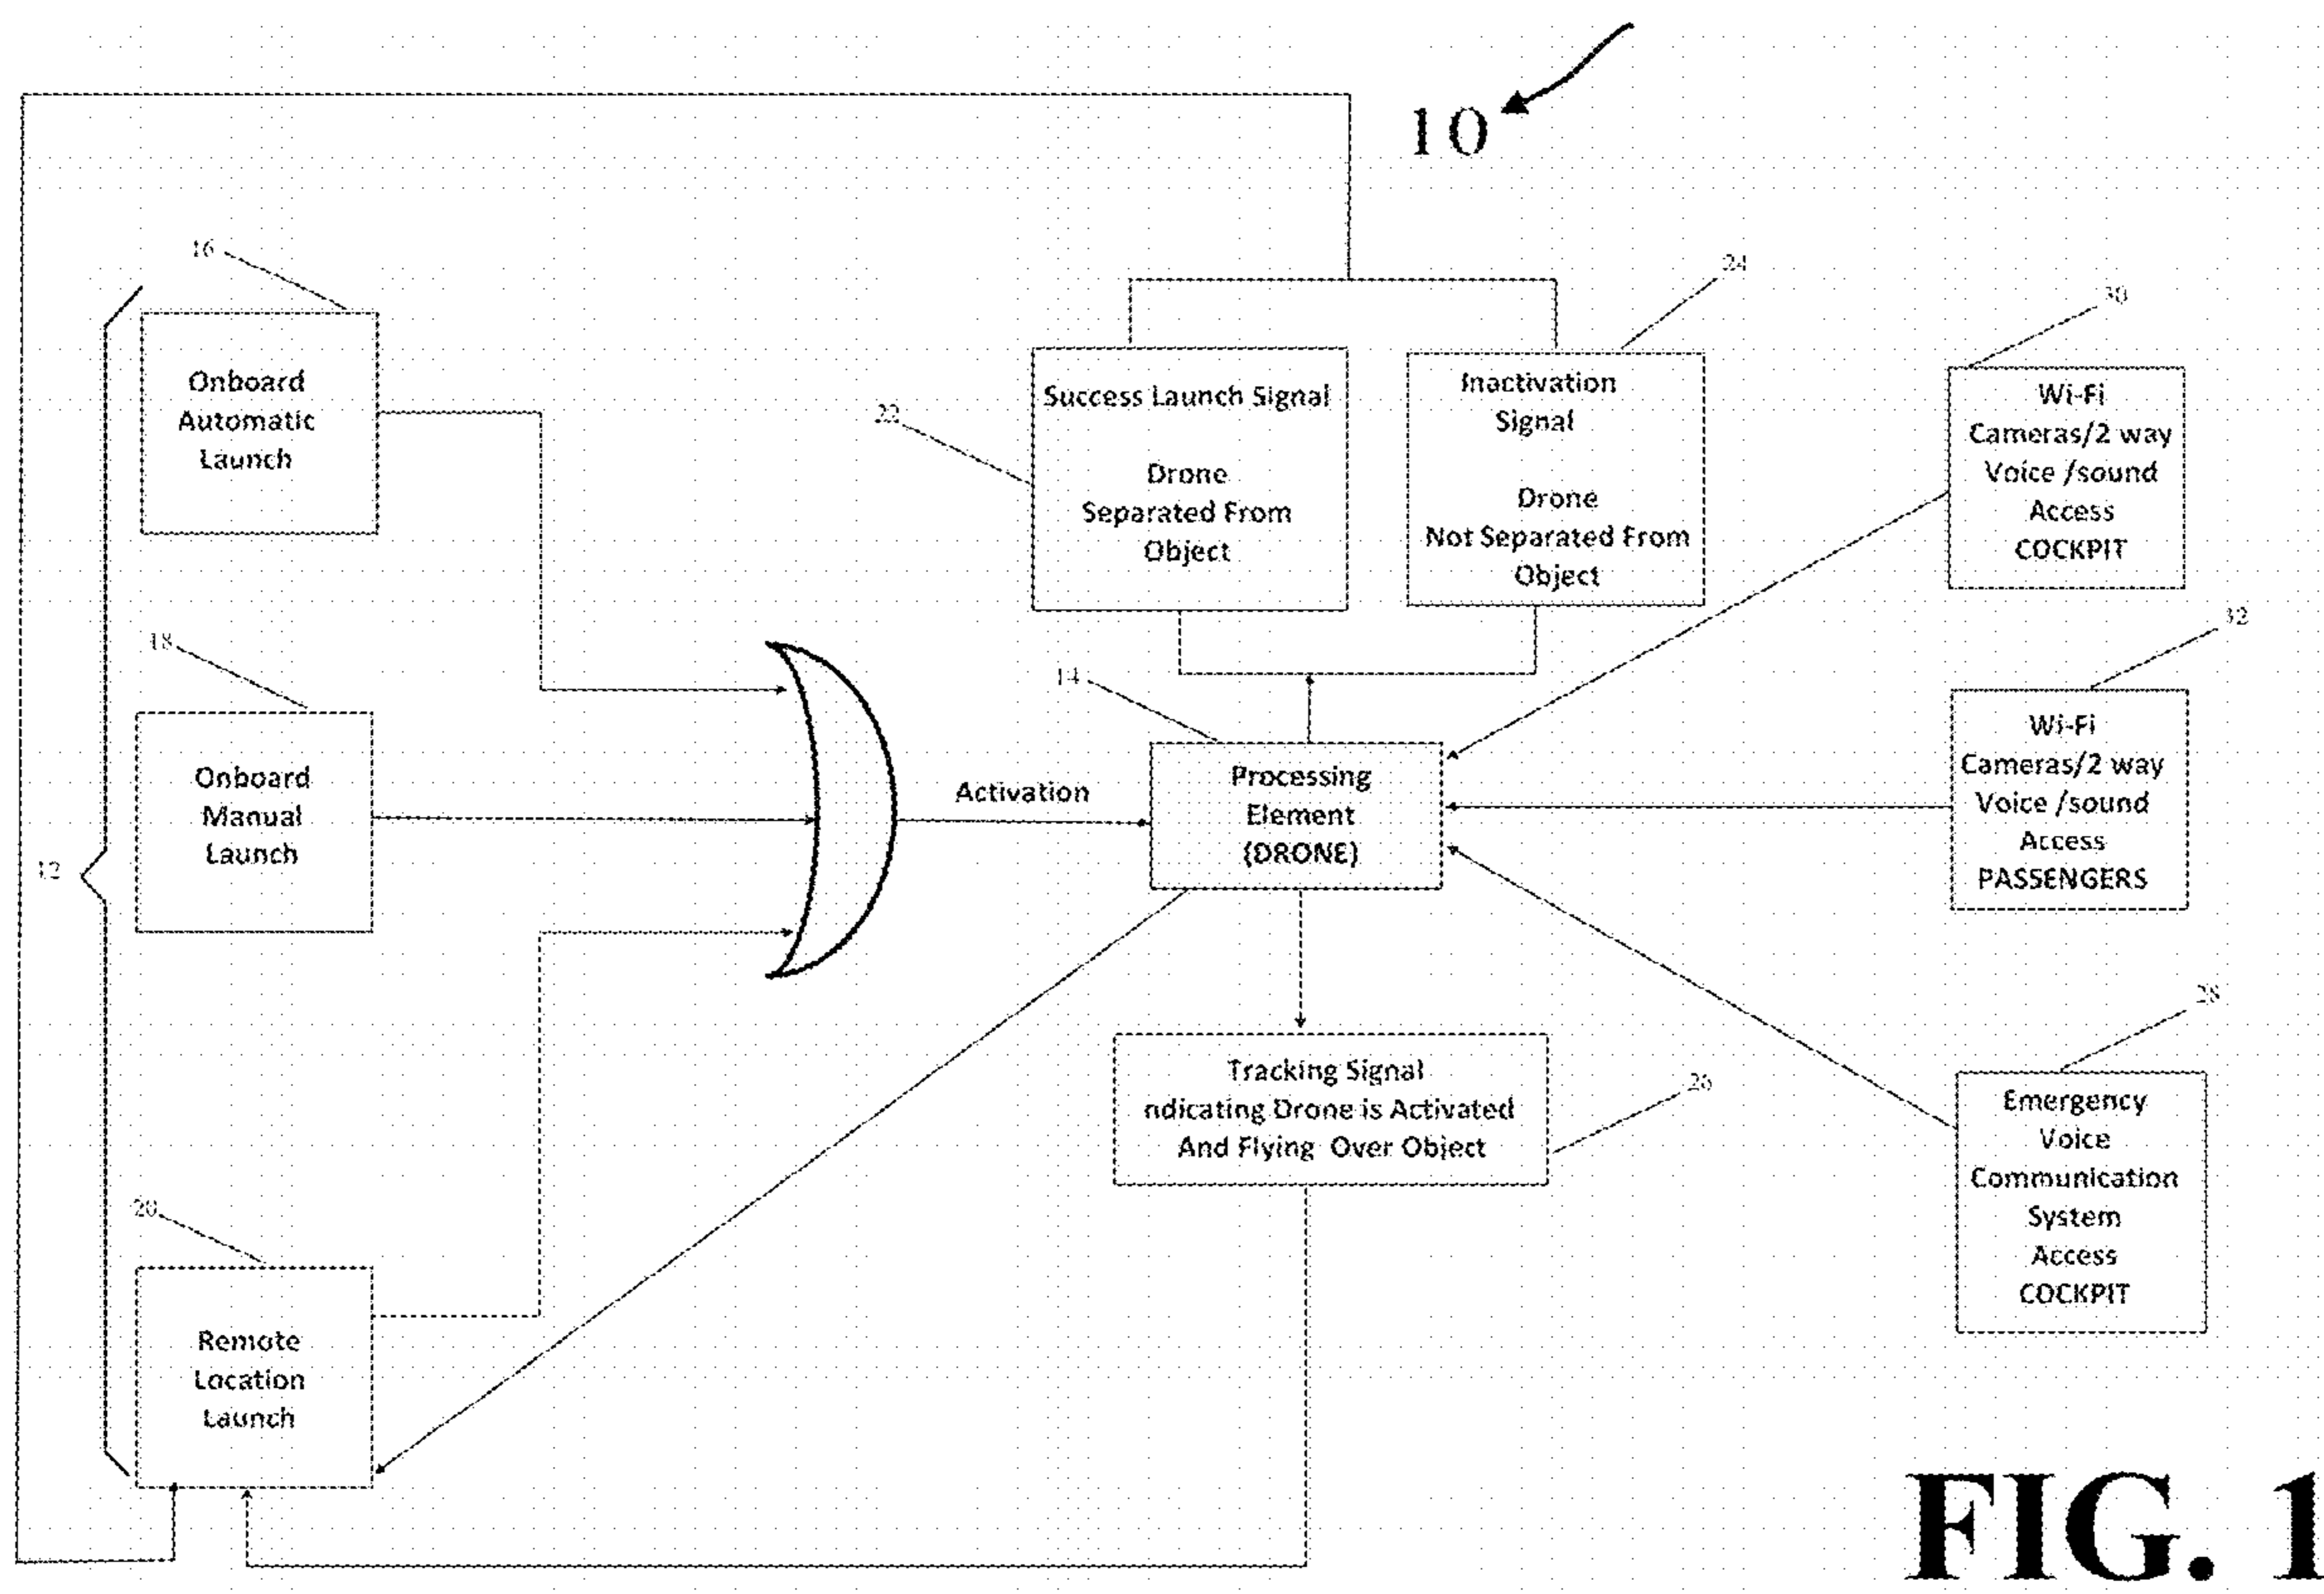 10
16
Onboard
Automatic
Launch
18
Onboard
Manual
Launch
12
20
Remote
Location
Launch
Activation
22
Success Launch Signal
Drone
Separated From
Object
24
Inactivation
Signal
Drone
Not Separated From
Object
14
Processing
Element
(DRONE)
Tracking Signal
ndicating Drone is Activated
And Flying Over Object
26
30
Wi-Fi
Cameras/2 way
Voice /sound
Access
COCKPIT
32
Wi-Fi
Cameras/2 way
Voice /sound
Access
PASSENGERS
28
Emergency
Voice
Communication
System
Access
COCKPIT
FIG. 1